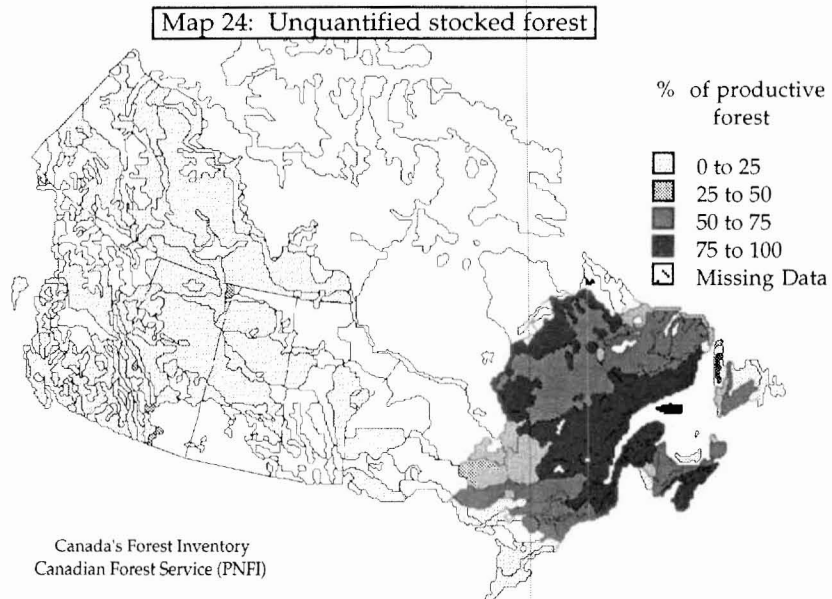 Map 24: Unquantified stocked forest
% of productive
forest
0 to 25
25 to 50
50 to 75
75 to 100
Missing Data
Canada's Forest Inventory
Canadian Forest Service (PNFI)